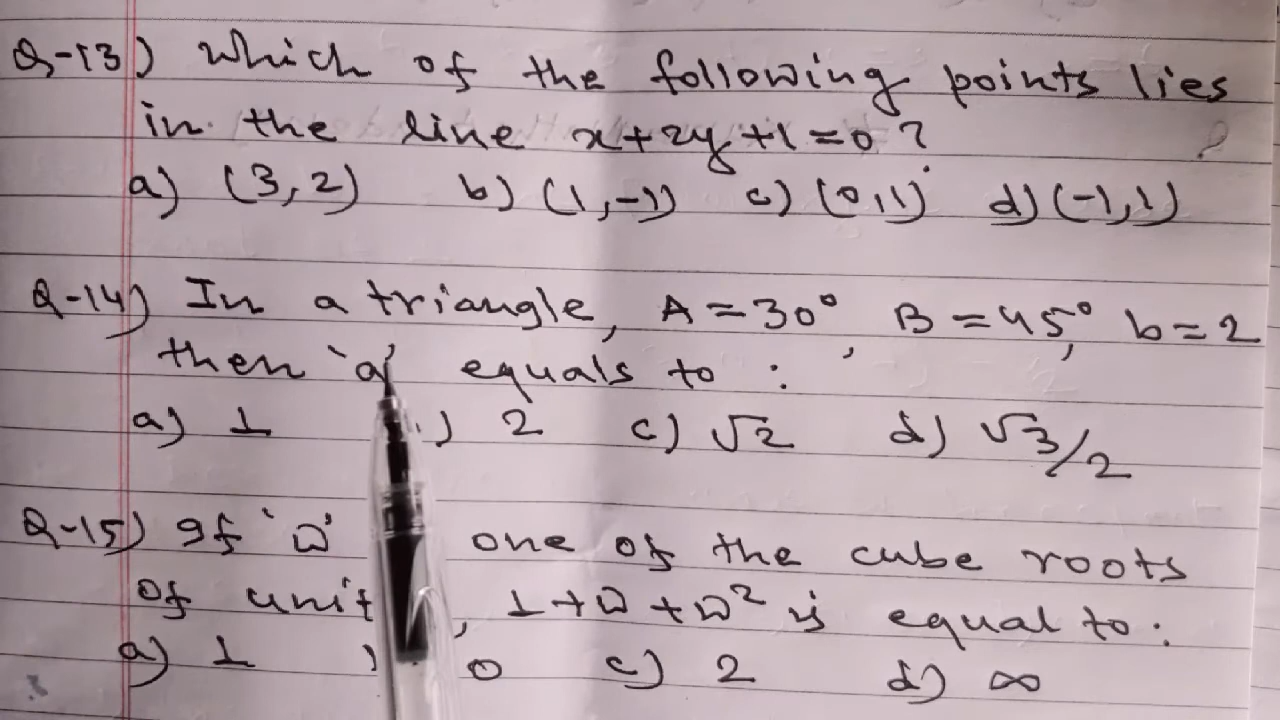 Q-13) Which of the following points lies
in the line x+2y+1=0?
a) (3,2) b) (1,-1) c) (0,1) d) (-1,1)
Q-14) In a triangle, A=30°, B=45°, b=2
then 'a' equals to :
a) 1 ) 2 c) √2 d) √3/2
Q-15) If 'ω' one of the cube roots
of unit , 1+ω+ω² is equal to:
a) 1 ) 0 c) 2 d) ∞